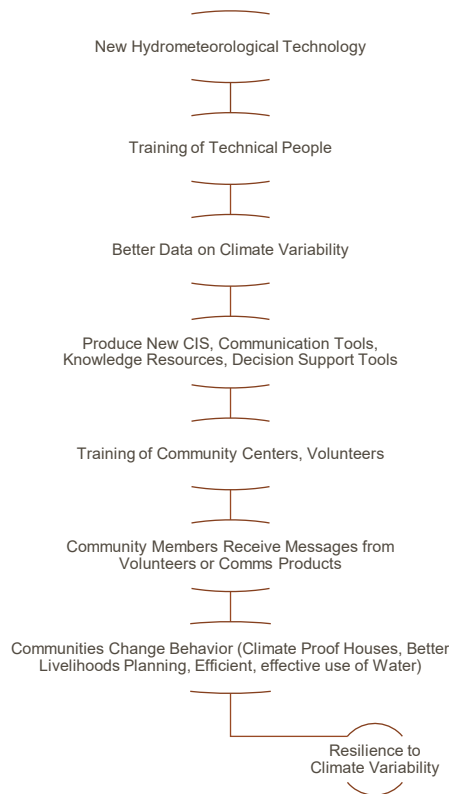 New Hydrometeorological Technology
Training of Technical People
Better Data on Climate Variability
Produce New CIS, Communication Tools,
Knowledge Resources, Decision Support Tools
Training of Community Centers, Volunteers
Community Members Receive Messages from
Volunteers or Comms Products
Communities Change Behavior (Climate Proof Houses, Better
Livelihoods Planning, Efficient, effective use of Water)
Resilience to
Climate Variability